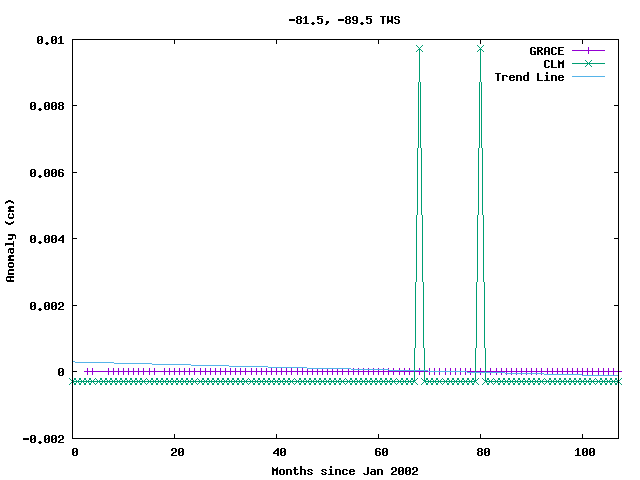 -81.5, -89.5 TWS
0.01
0.008
0.006
0.004
0.002
0
-0.002
Anomaly (cm)
GRACE
CLM
Trend Line
0 20 40 60 80 100
Months since Jan 2002